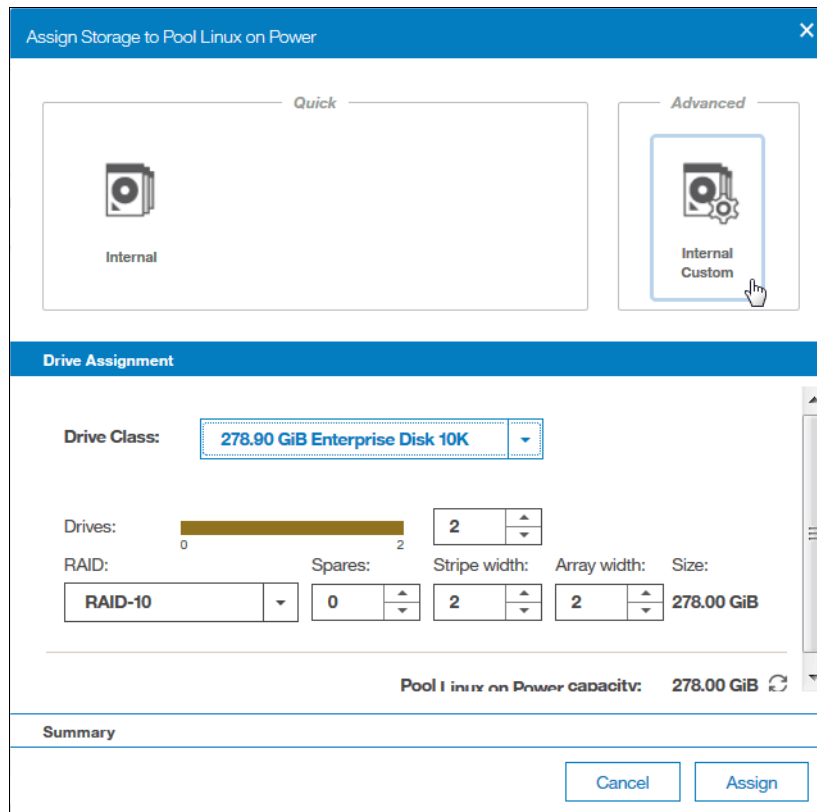 Assign Storage to Pool Linux on Power
Quick
Advanced
Internal
Internal
Custom
Drive Assignment
Drive Class: 278.90 GiB Enterprise Disk 10K
Drives: 2
0 2
RAID: Spares: Stripe width: Array width: Size:
RAID-10 0 2 2 278.00 GiB
Pool Linux on Power capacity: 278.00 GiB
Summary
Cancel Assign